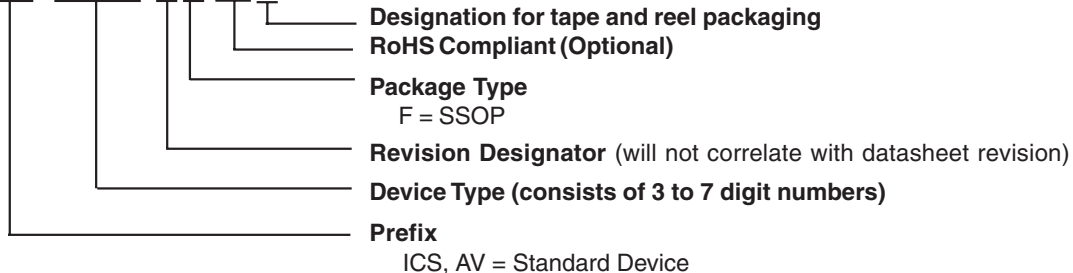 Designation for tape and reel packaging
RoHS Compliant (Optional)
Package Type
F = SSOP
Revision Designator (will not correlate with datasheet revision)
Device Type (consists of 3 to 7 digit numbers)
Prefix
ICS, AV = Standard Device